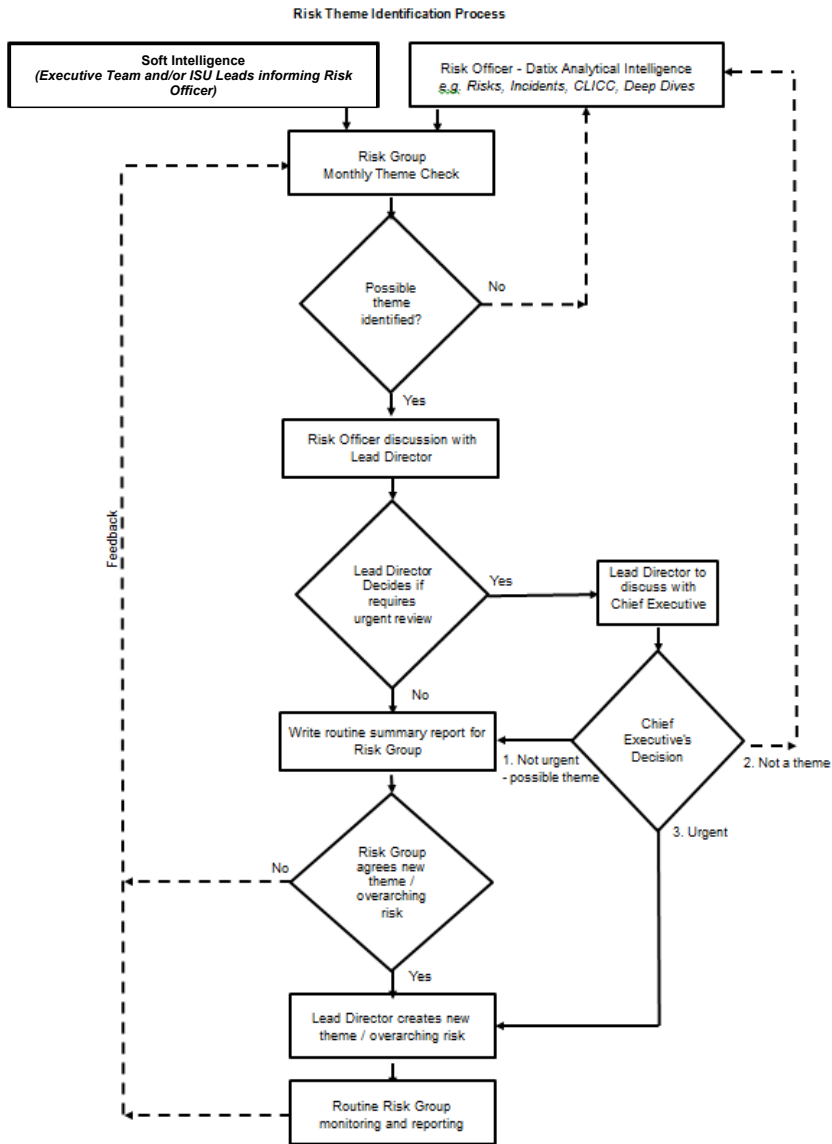 Risk Theme Identification Process
Soft Intelligence
(Executive Team and/or ISU Leads informing Risk
Officer)
Risk Officer - Datix Analytical Intelligence
e.g. Risks, Incidents, CLICC, Deep Dives
Risk Group
Monthly Theme Check
Possible
theme
identified?
No
Yes
Risk Officer discussion with
Lead Director
Feedback
Lead Director
Decides if
requires
urgent review
Yes
Lead Director to
discuss with
Chief Executive
No
Write routine summary report for
Risk Group
Chief
Executive's
Decision
1. Not urgent
- possible theme
2. Not a theme
3. Urgent
Risk Group
agrees new
theme /
overarching
risk
No
Yes
Lead Director creates new
theme / overarching risk
Routine Risk Group
monitoring and reporting